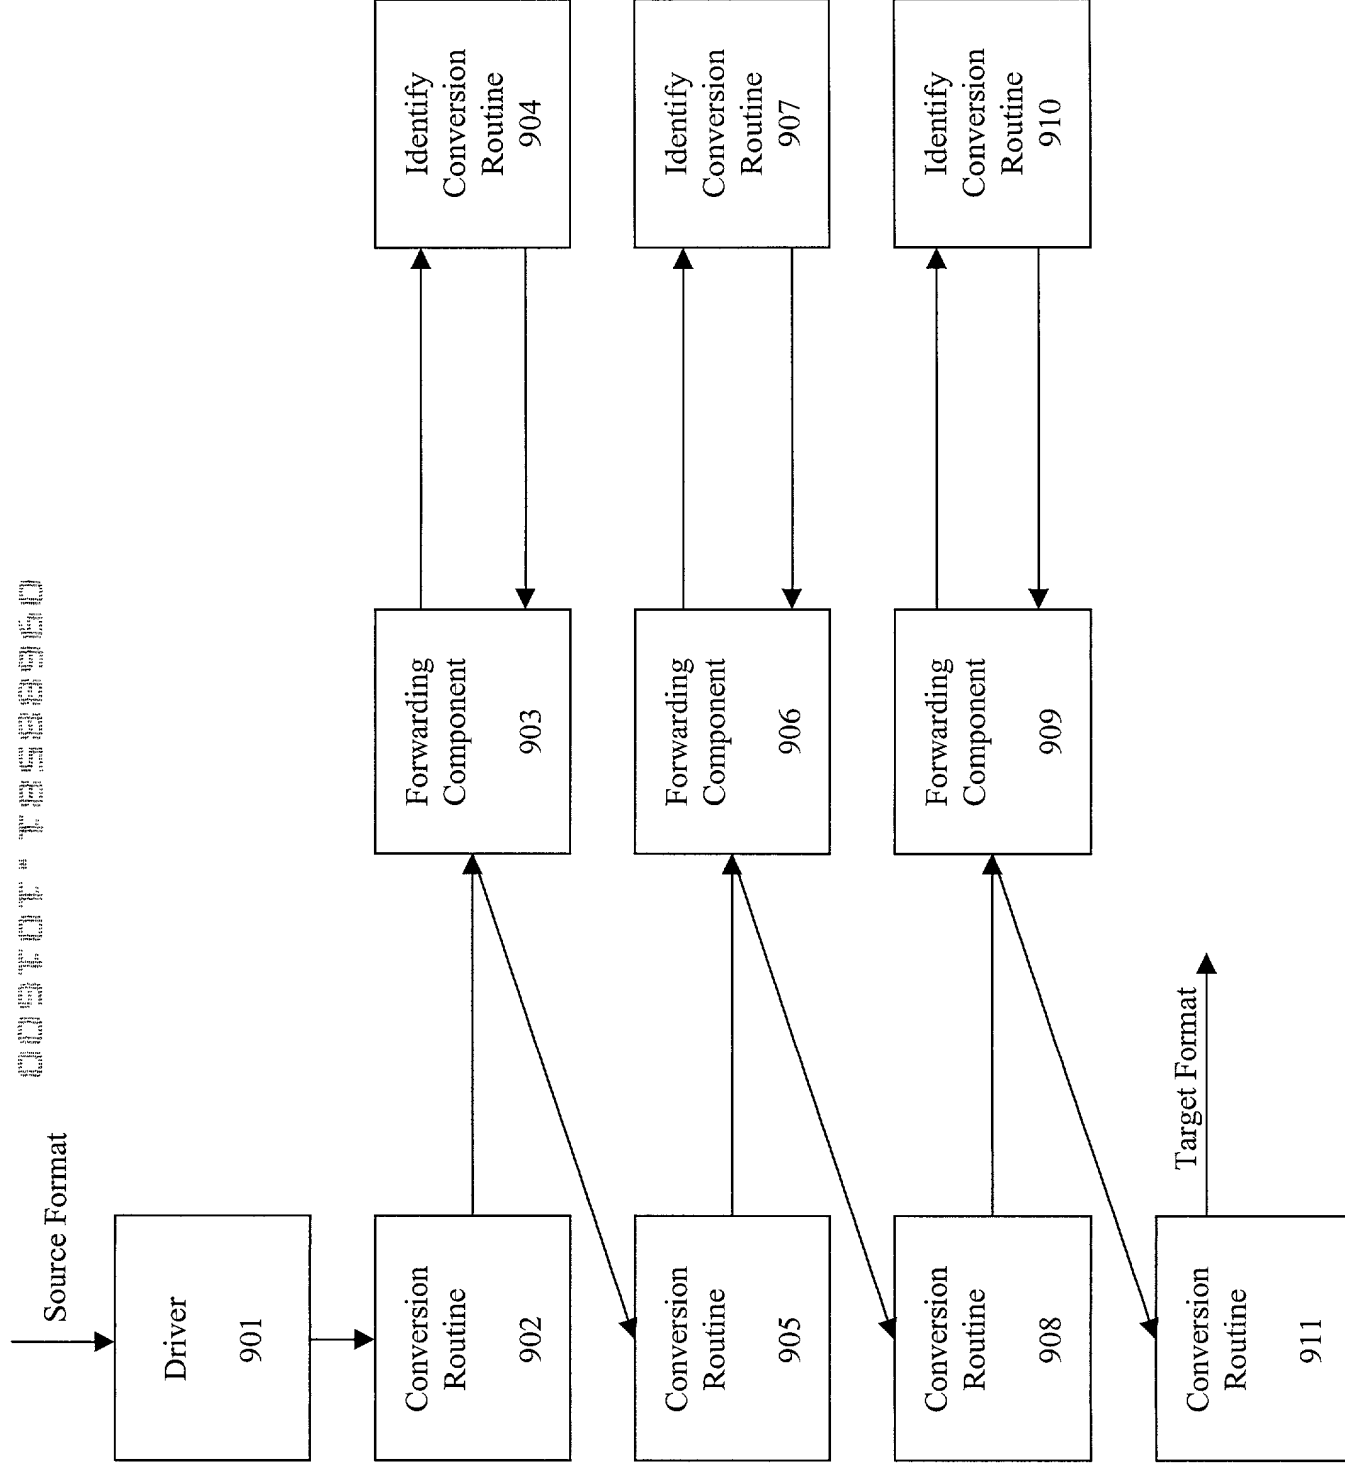 Source Format
Driver
901
Conversion
Routine
902
Forwarding
Component
903
Identify
Conversion
Routine
904
Conversion
Routine
905
Forwarding
Component
906
Identify
Conversion
Routine
907
Conversion
Routine
908
Forwarding
Component
909
Identify
Conversion
Routine
910
Conversion
Routine
911
Target Format